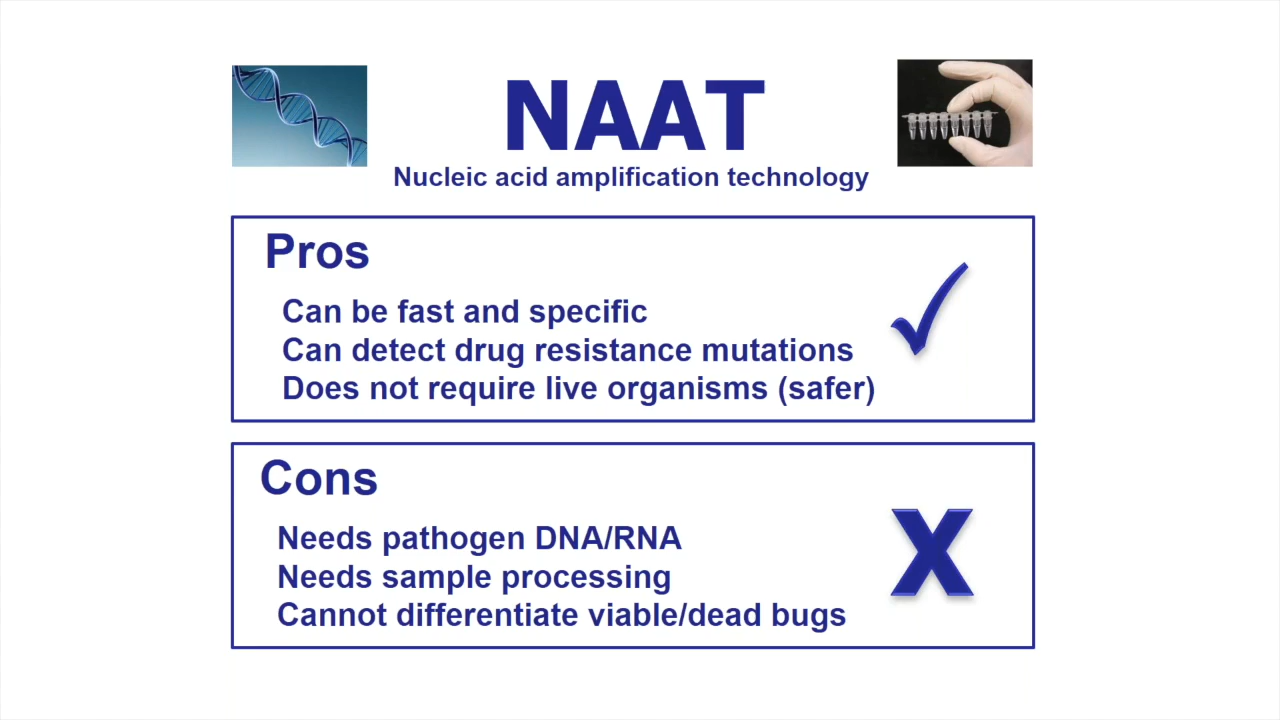 NAAT
Nucleic acid amplification technology
Pros
Can be fast and specific
Can detect drug resistance mutations
Does not require live organisms (safer)
Cons
Needs pathogen DNA/RNA
Needs sample processing
Cannot differentiate viable/dead bugs